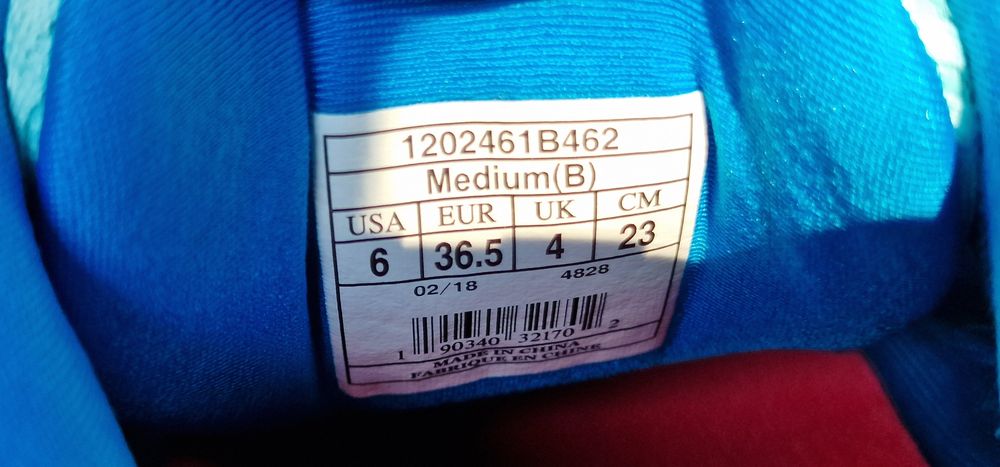 1202461B462
Medium(B)
USA EUR UK CM
6 36.5 4 23
02/18 4828
1 90340 32170 2
MADE IN CHINA
FABRIQUE EN CHINE